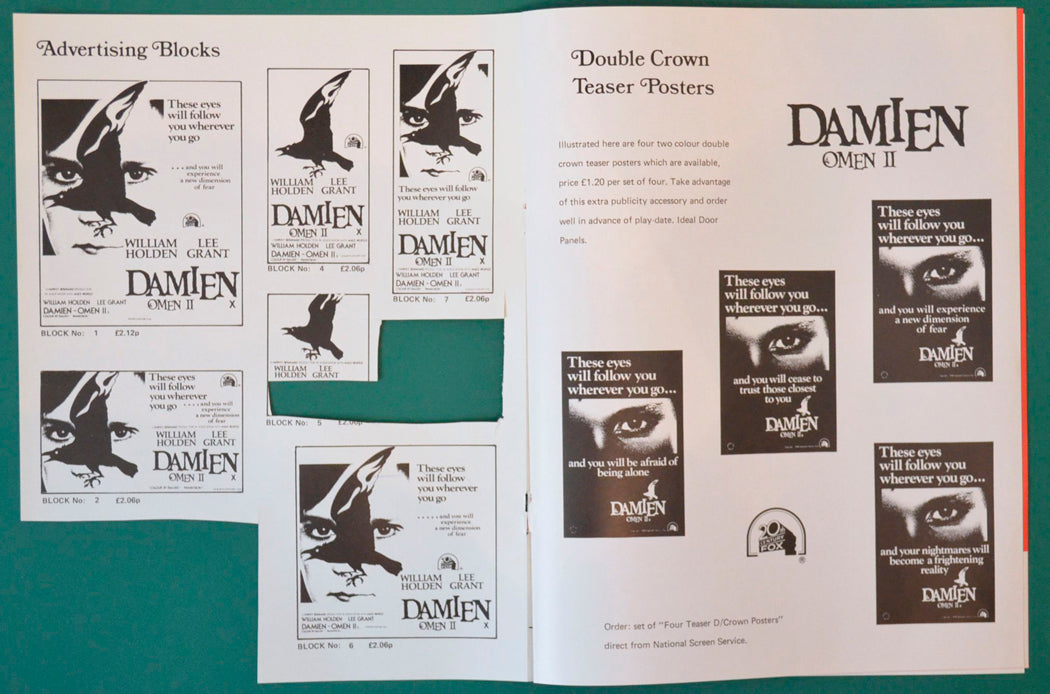 Advertising Blocks
These eyes
will follow
you wherever
you go
...and you will
experience
a new dimension
of fear
WILLIAM LEE
HOLDEN GRANT
DAMIEN
OMEN II
X
WILLIAM HOLDEN LEE GRANT
DAMIEN - OMEN II.
BLOCK No: 1 £2.12p
These eyes
will follow
you wherever
you go ....and you will
experience
a new dimension
of fear
WILLIAM LEE
HOLDEN GRANT
DAMIEN
OMEN II
X
BLOCK No: 2 £2.06p
WILLIAM LEE
HOLDEN GRANT
DAMIEN
OMEN II
X
WILLIAM HOLDEN LEE GRANT
DAMIEN - OMEN II.
BLOCK No: 4 £2.06p
WILLIAM LEE
HOLDEN GRANT
BLOCK No: 5 £2.06p
These eyes will follow
you wherever you go...
WILLIAM LEE
HOLDEN GRANT
DAMIEN
OMEN II
X
WILLIAM HOLDEN LEE GRANT
DAMIEN - OMEN II.
BLOCK No: 7 £2.06p
These eyes
will follow
you wherever
you go
.....and you will
experience
a new dimension
of fear
WILLIAM LEE
HOLDEN GRANT
DAMIEN
OMEN II
X
WILLIAM HOLDEN LEE GRANT
DAMIEN - OMEN II.
BLOCK No: 6 £2.06p
Double Crown
Teaser Posters
Illustrated here are four two colour double
crown teaser posters which are available,
price £1.20 per set of four. Take advantage
of this extra publicity accessory and order
well in advance of play-date. Ideal Door
Panels.
DAMIEN
OMEN II
These eyes
will follow you
wherever you go...
and you will be afraid of
being alone
DAMIEN
OMEN II
These eyes
will follow you
wherever you go...
and you will cease to
trust those closest
to you
DAMIEN
OMEN II
These eyes
will follow you
wherever you go...
and you will experience
a new dimension
of fear
DAMIEN
OMEN II
These eyes
will follow you
wherever you go...
and your nightmares will
become a frightening
reality
DAMIEN
OMEN II
20th
CENTURY
FOX
®
Order: set of "Four Teaser D/Crown Posters"
direct from National Screen Service.